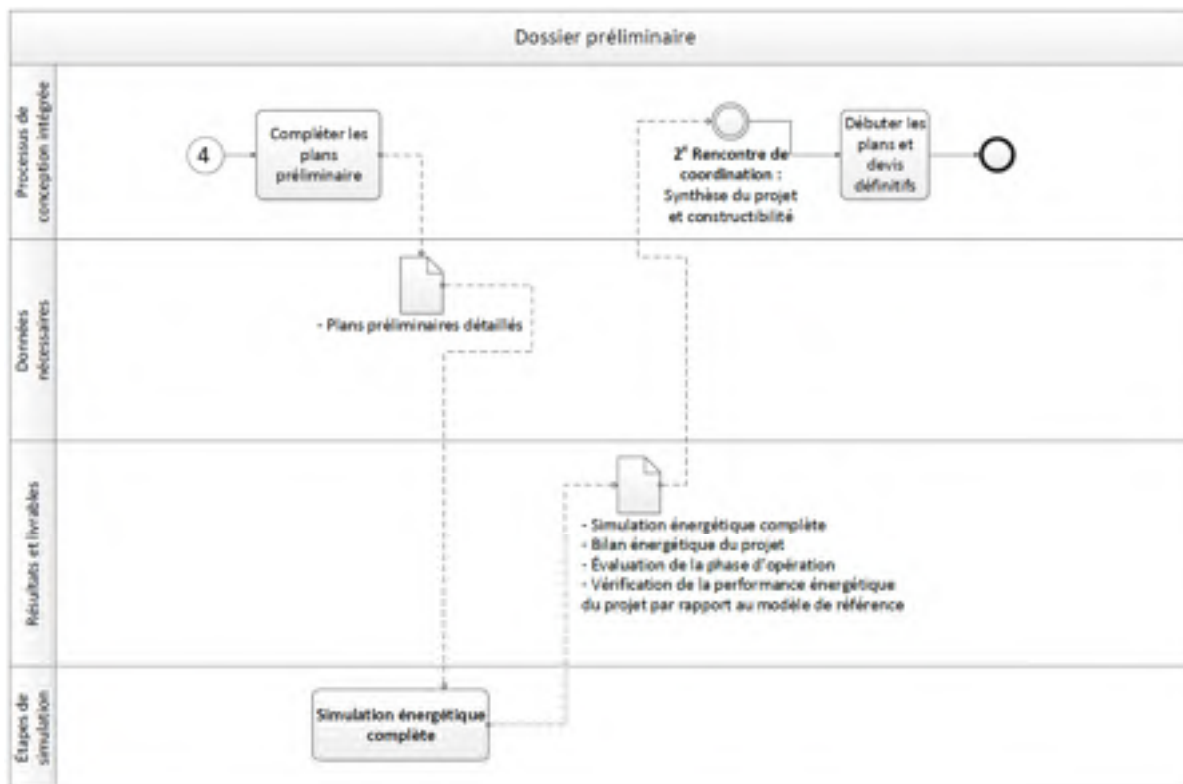 Dossier préliminaire
Processus de
conception intégrée
4
Compléter les
plans
préliminaire
2e Rencontre de
coordination :
Synthèse du projet
et constructibilité
Débuter les
plans et
devis
définitifs
Données
nécessaires
- Plans préliminaires détaillés
Résultats et livrables
- Simulation énergétique complète
- Bilan énergétique du projet
- Évaluation de la phase d'opération
- Vérification de la performance énergétique
du projet par rapport au modèle de référence
Étapes de
simulation
Simulation énergétique
complète